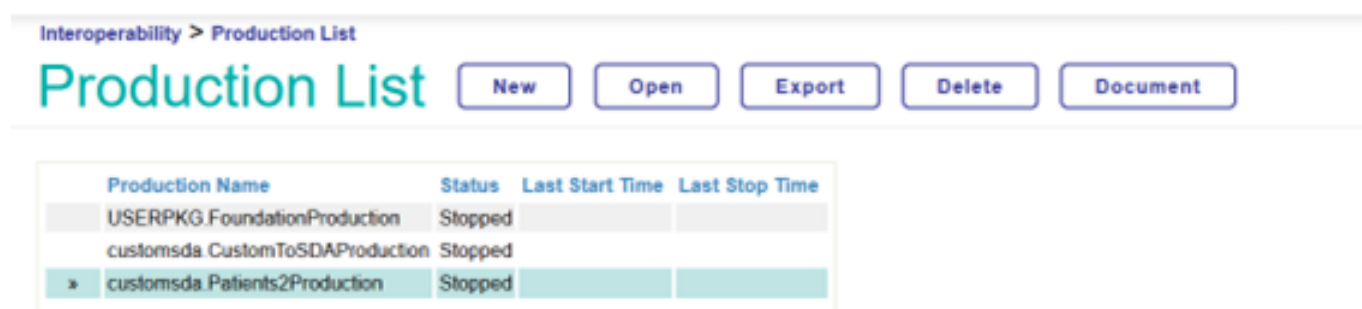 Interoperability > Production List
Production List New Open Export Delete Document
Production Name Status Last Start Time Last Stop Time
USERPKG.FoundationProduction Stopped
customsda.CustomToSDAProduction Stopped
» customsda.Patients2Production Stopped